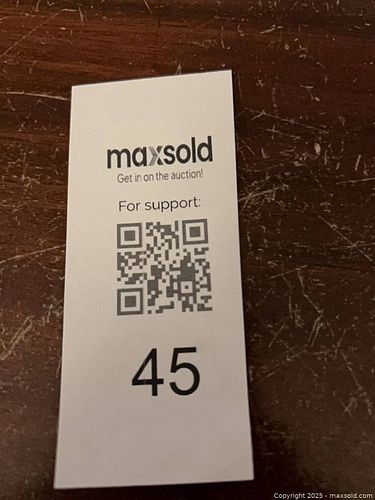 maxsold
Get in on the auction!
For support:
45
Copyright 2025 - maxsold.com